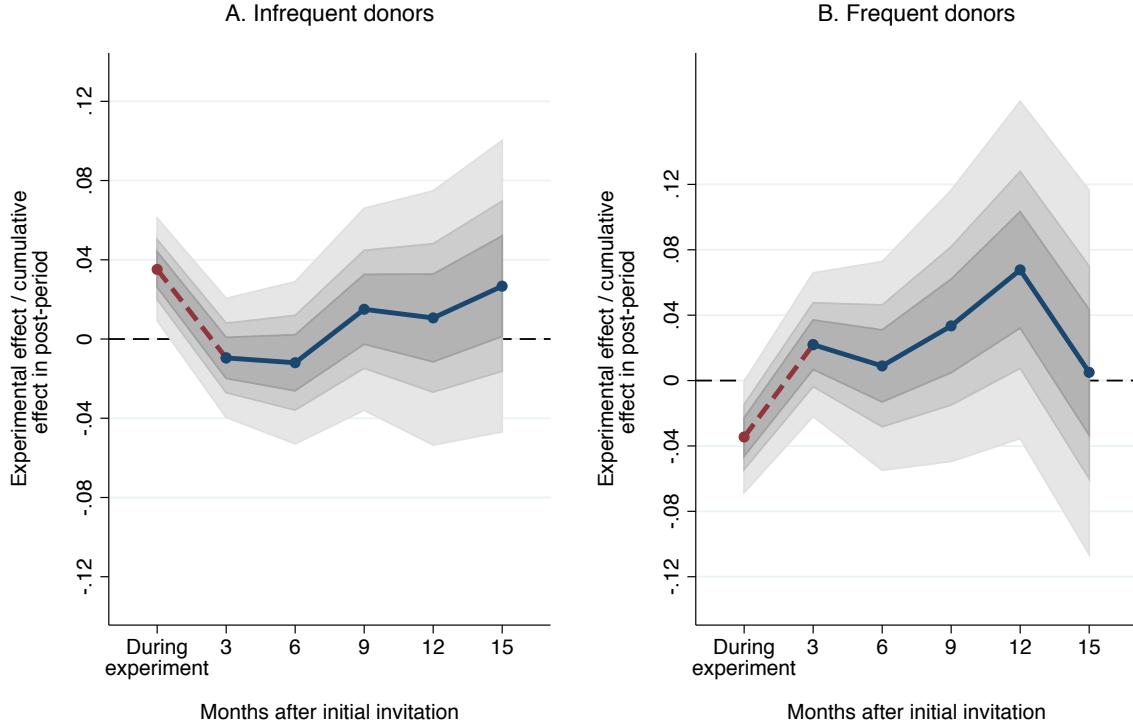 A. Infrequent donors
Experimental effect / cumulative
effect in post-period
.12
.08
.04
0
-.04
-.08
-.12
During
experiment
3
6
9
12
15
Months after initial invitation
B. Frequent donors
Experimental effect / cumulative
effect in post-period
.12
.08
.04
0
-.04
-.08
-.12
During
experiment
3
6
9
12
15
Months after initial invitation